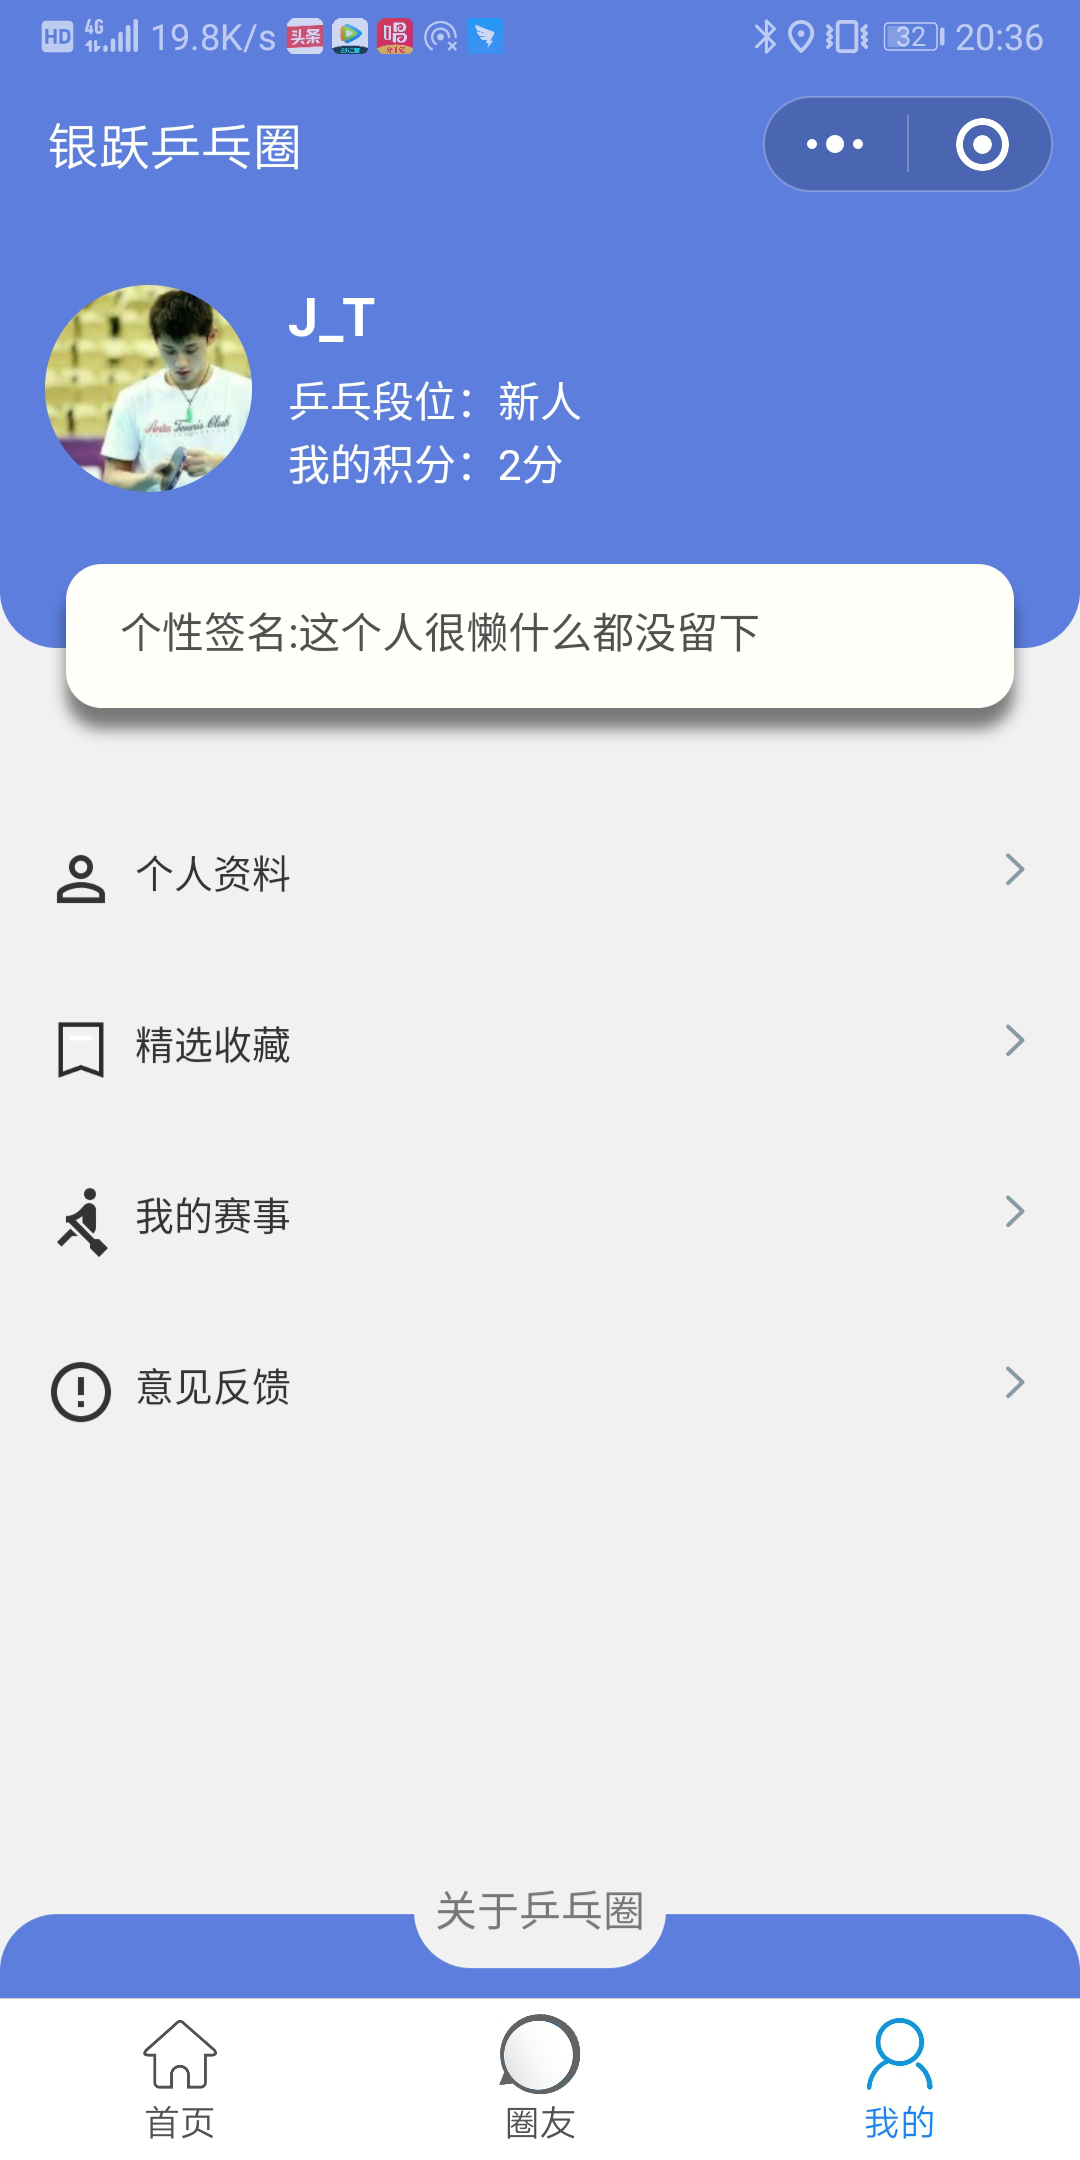 HD 4G 19.8K/s 头条 唱 32 20:36
银跃乒乓圈
J_T
乒乓段位：新人
我的积分：2分
个性签名:这个人很懒什么都没留下
个人资料
精选收藏
我的赛事
意见反馈
关于乒乓圈
首页 圈友 我的